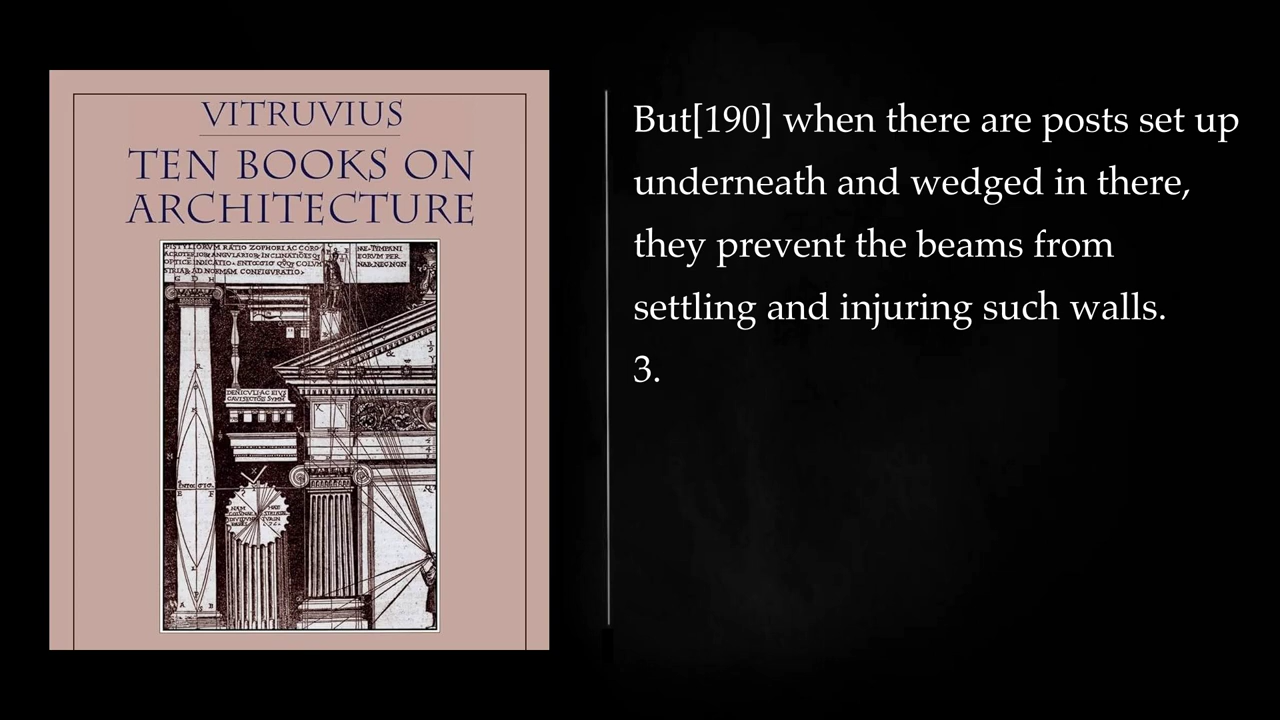 VITRUVIUS
TEN BOOKS ON
ARCHITECTURE
But[190] when there are posts set up
underneath and wedged in there,
they prevent the beams from
settling and injuring such walls.
3.